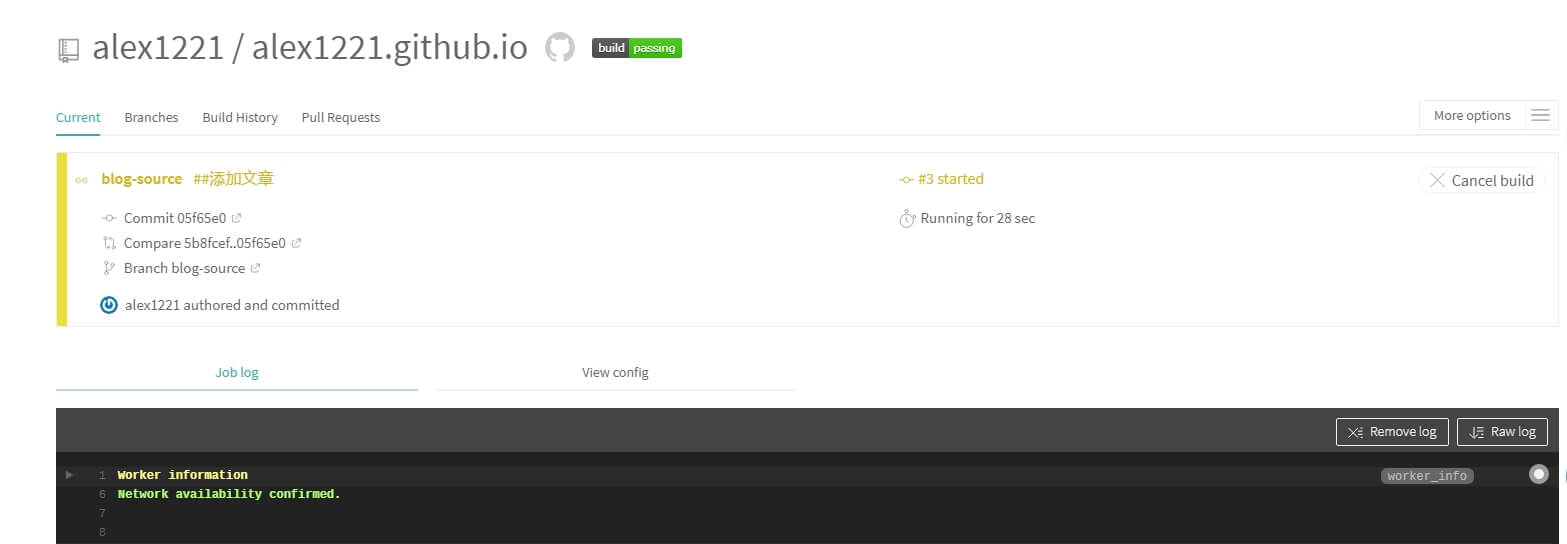 alex1221 / alex1221.github.io build passing
Current Branches Build History Pull Requests More options
blog-source ##添加文章 #3 started Cancel build
Commit 05f65e0 Running for 28 sec
Compare 5b8fcef..05f65e0
Branch blog-source
alex1221 authored and committed
Job log View config
Remove log Raw log
1 Worker information worker_info
6 Network availability confirmed.
7
8